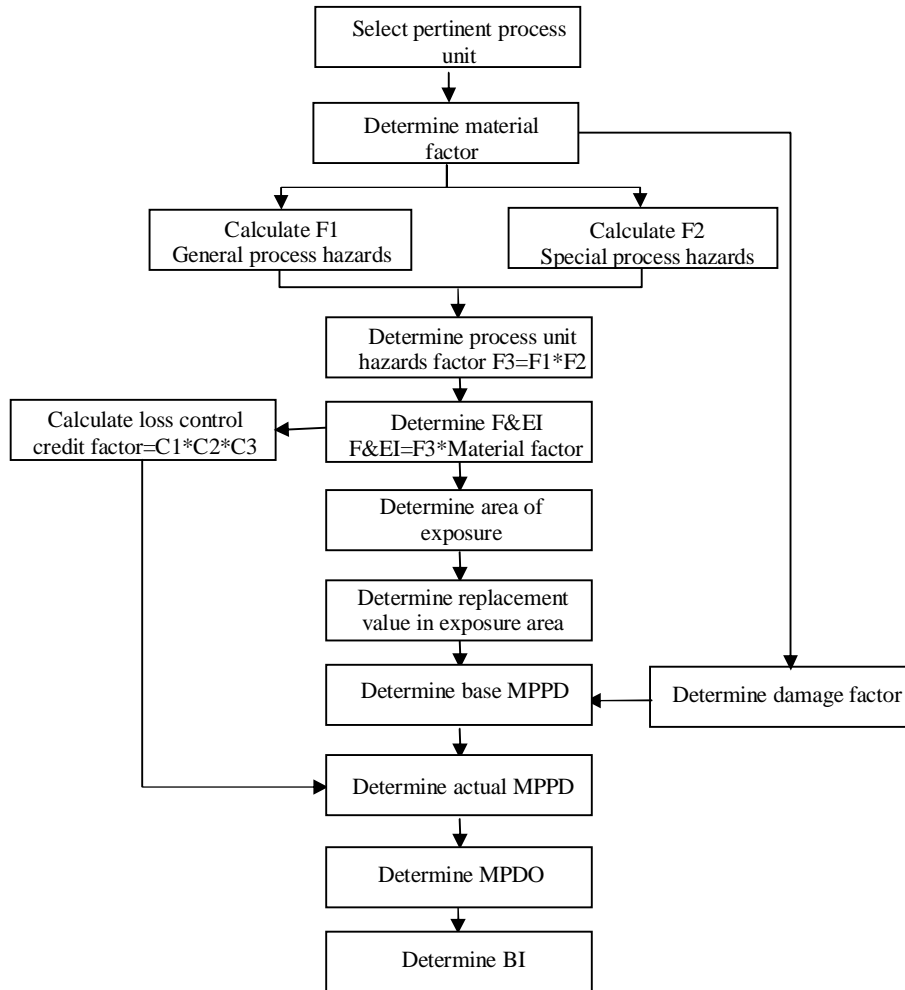 Select pertinent process
unit
Determine material
factor
Calculate F1
General process hazards
Calculate F2
Special process hazards
Determine process unit
hazards factor F3=F1*F2
Calculate loss control
credit factor=C1*C2*C3
Determine F&EI
F&EI=F3*Material factor
Determine area of
exposure
Determine replacement
value in exposure area
Determine base MPPD
Determine damage factor
Determine actual MPPD
Determine MPDO
Determine BI